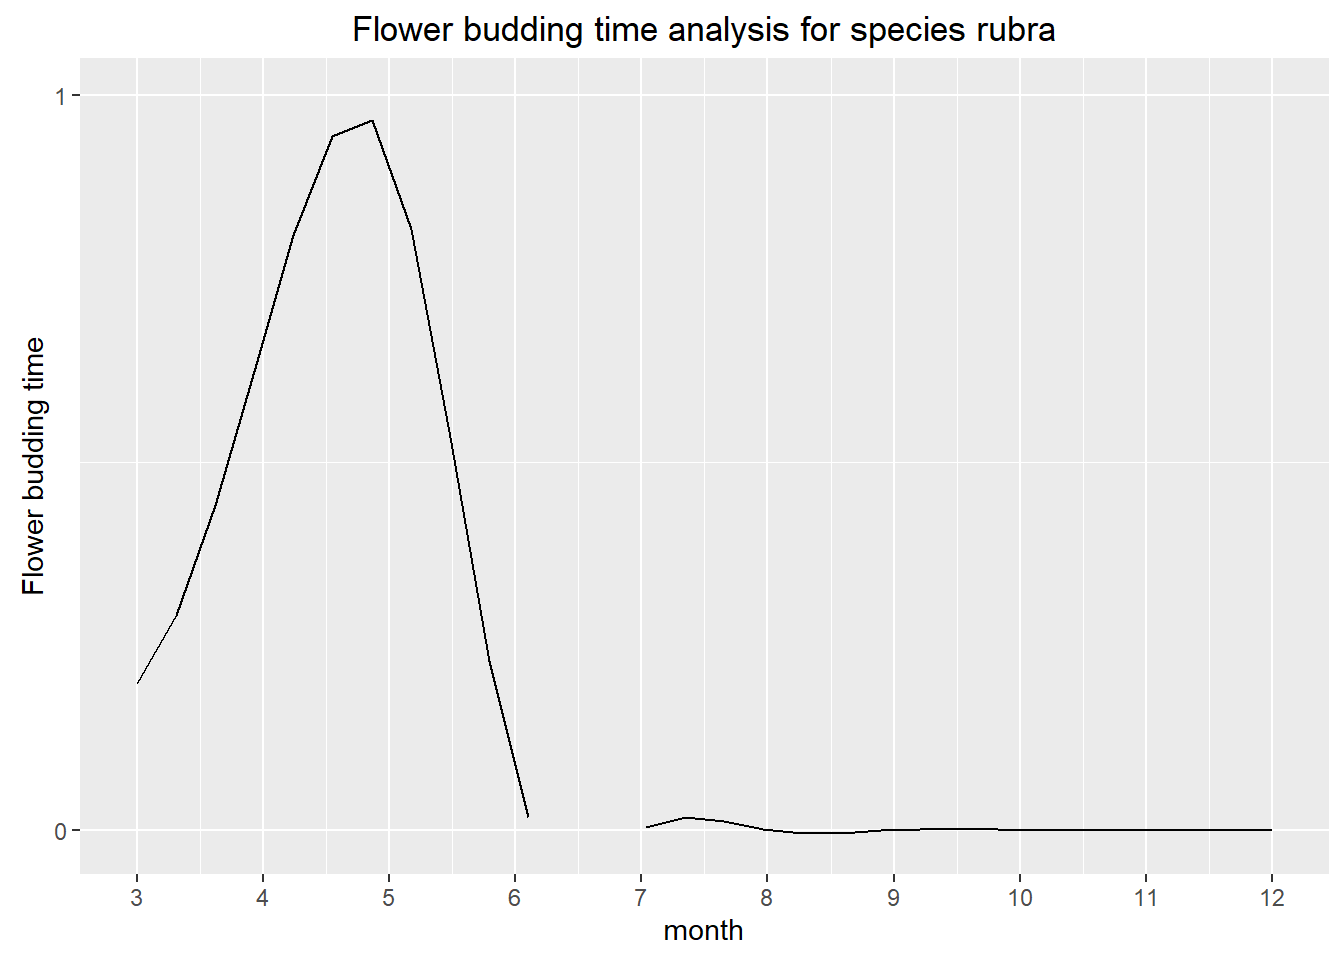 Flower budding time analysis for species rubra
1
0
Flower budding time
3 4 5 6 7 8 9 10 11 12
month